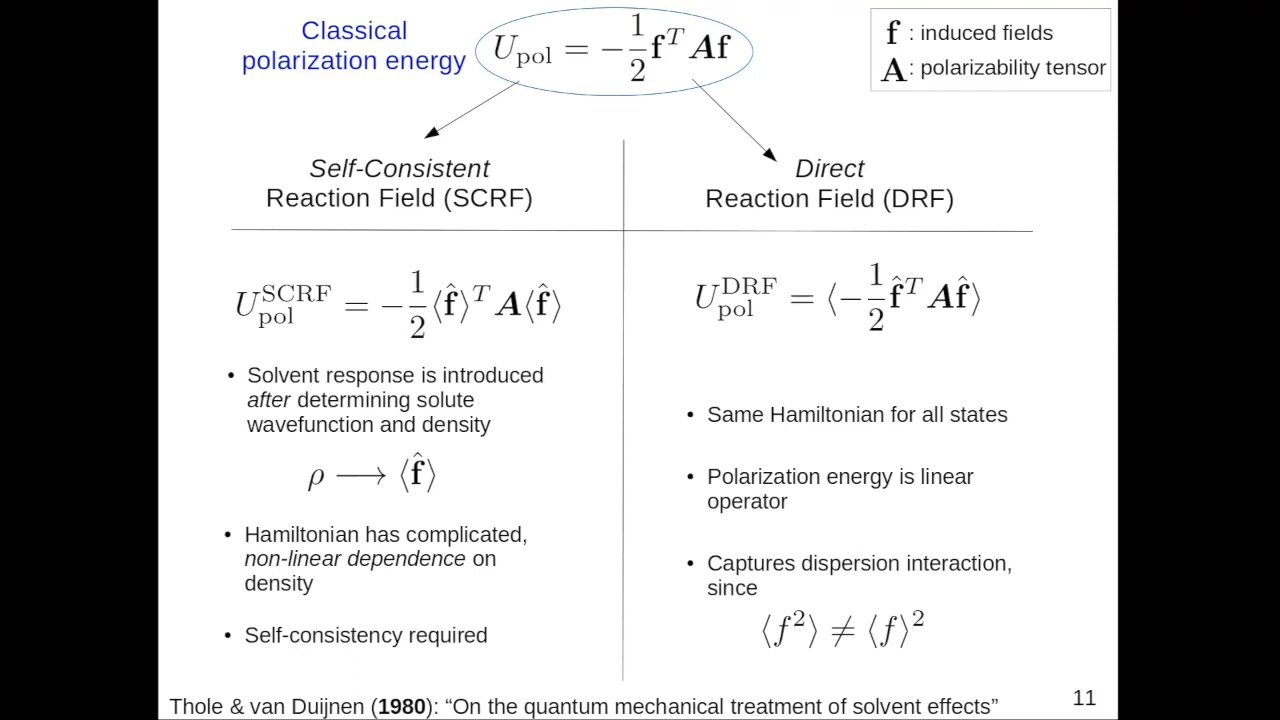 Classical
polarization energy
U_pol = −1/2 f^T A f
f : induced fields
A : polarizability tensor
Self-Consistent
Reaction Field (SCRF)
Direct
Reaction Field (DRF)
U_pol^SCRF = −1/2 ⟨f̂⟩^T A ⟨f̂⟩
• Solvent response is introduced
after determining solute
wavefunction and density
ρ ⟶ ⟨f̂⟩
• Hamiltonian has complicated,
non-linear dependence on
density
• Self-consistency required
U_pol^DRF = ⟨−1/2 f̂^T A f̂⟩
• Same Hamiltonian for all states
• Polarization energy is linear
operator
• Captures dispersion interaction,
since
⟨f^2⟩ ≠ ⟨f⟩^2
Thole & van Duijnen (1980): “On the quantum mechanical treatment of solvent effects”
11